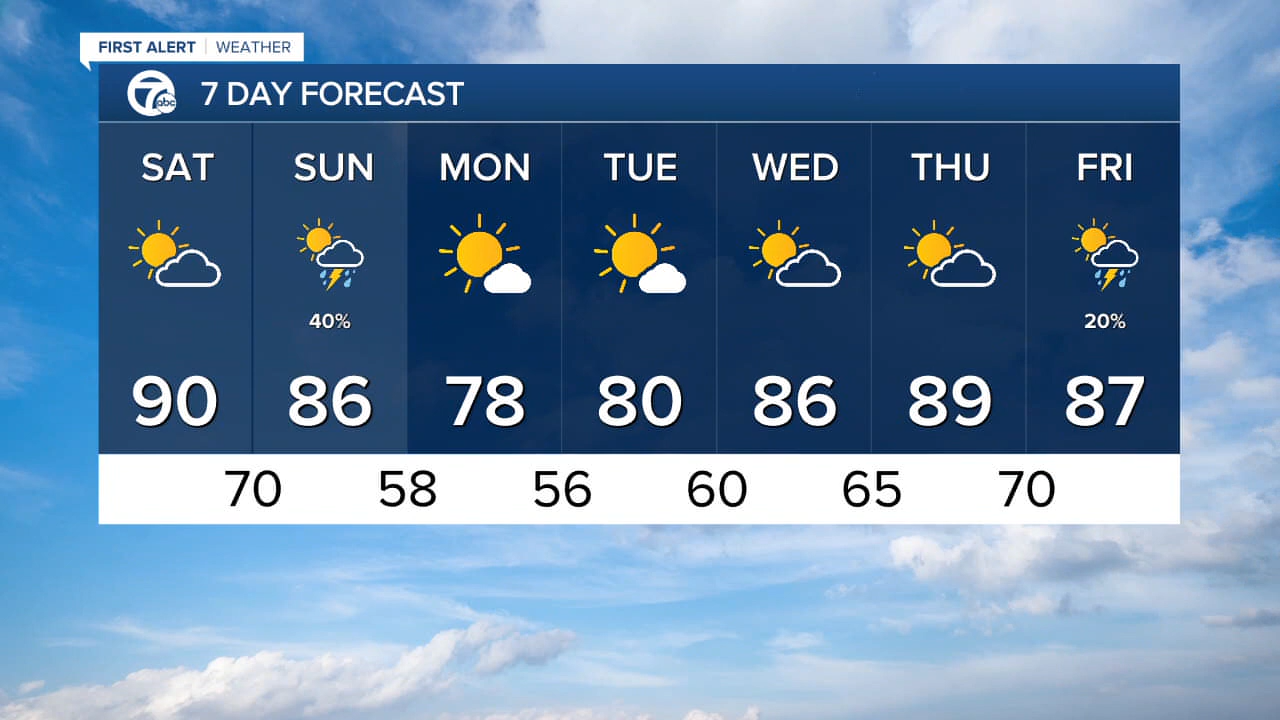 FIRST ALERT | WEATHER
7 abc 7 DAY FORECAST
SAT SUN MON TUE WED THU FRI
40% 20%
90 86 78 80 86 89 87
70 58 56 60 65 70